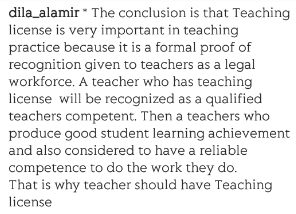 dila_alamir " The conclusion is that Teaching
license is very important in teaching
practice because it is a formal proof of
recognition given to teachers as a legal
workforce. A teacher who has teaching
license will be recognized as a qualified
teachers competent. Then a teachers who
produce good student learning achievement
and also considered to have a reliable
competence to do the work they do.
That is why teacher should have Teaching
license